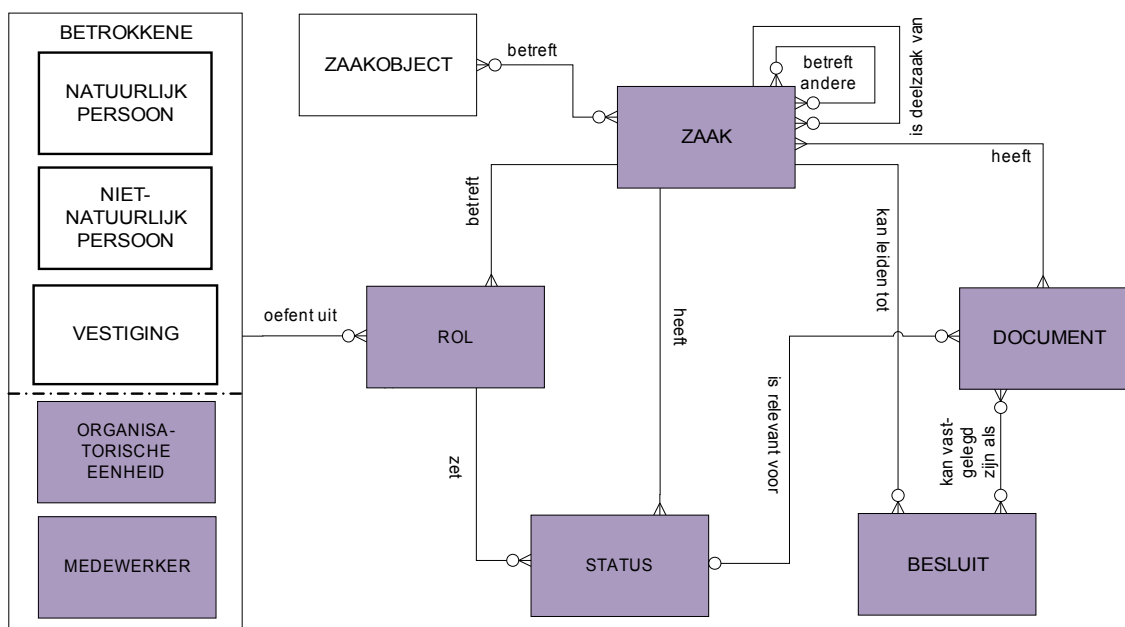 BETROKKENE
NATUURLIJK
PERSOON
NIET-
NATUURLIJK
PERSOON
VESTIGING
ORGANISA-
TORISCHE
EENHEID
MEDEWERKER
ZAAKOBJECT
betreft
betreft
andere
is deelzaak van
ZAAK
heeft
betreft
kan leiden tot
oefent uit
ROL
heeft
DOCUMENT
zet
is relevant voor
kan vast-
gelegd
zijn als
STATUS
BESLUIT